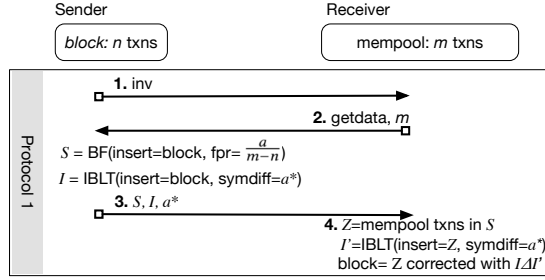 Sender
Receiver
block: n txns
mempool: m txns
Protocol 1
1. inv
2. getdata, m
S = BF(insert=block, fpr= a/(m−n))
I = IBLT(insert=block, symdiff=a*)
3. S, I, a*
4. Z=mempool txns in S
I'=IBLT(insert=Z, symdiff=a*)
block= Z corrected with IΔI'